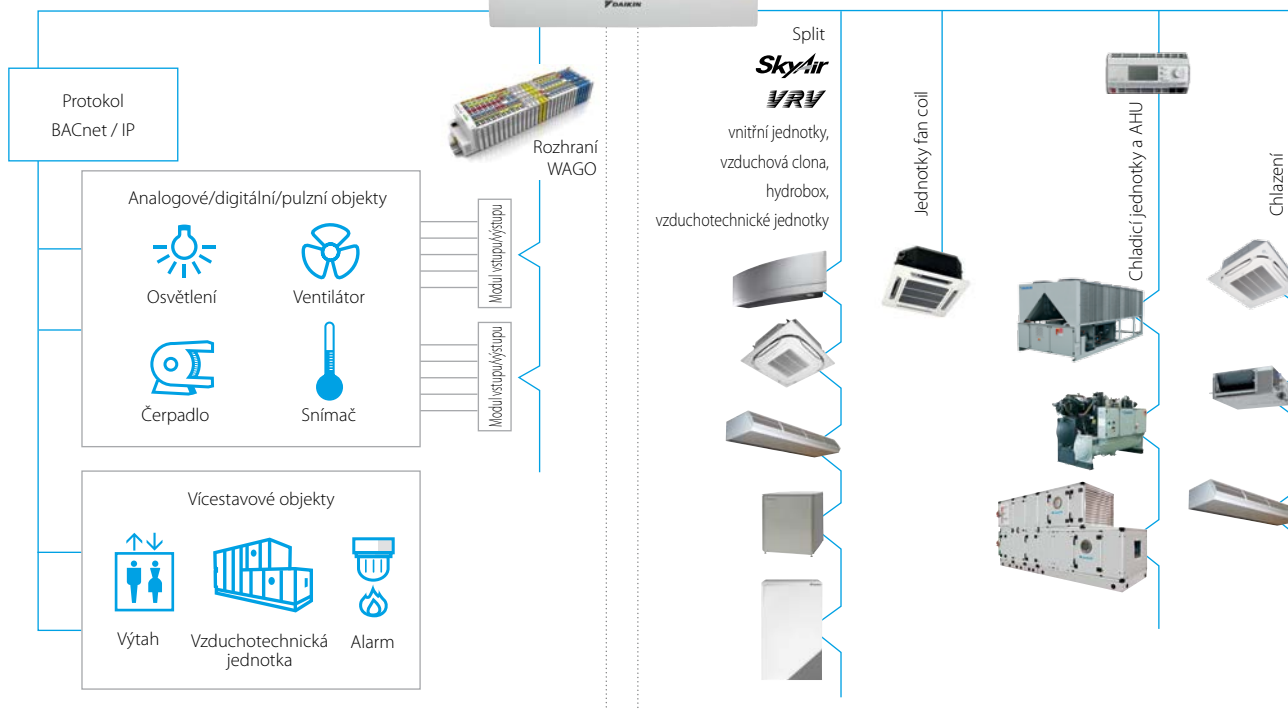 DAIKIN
Protokol
BACnet / IP
Rozhraní
WAGO
Analogové/digitální/pulzní objekty
Osvětlení
Ventilátor
Čerpadlo
Snímač
Modul vstupu/výstupu
Modul vstupu/výstupu
Vícestavové objekty
Výtah
Vzduchotechnická
jednotka
Alarm
Split
SkyAir
VRV
vnitřní jednotky,
vzduchová clona,
hydrobox,
vzduchotechnické jednotky
Jednotky fan coil
Chladicí jednotky a AHU
Chlazení